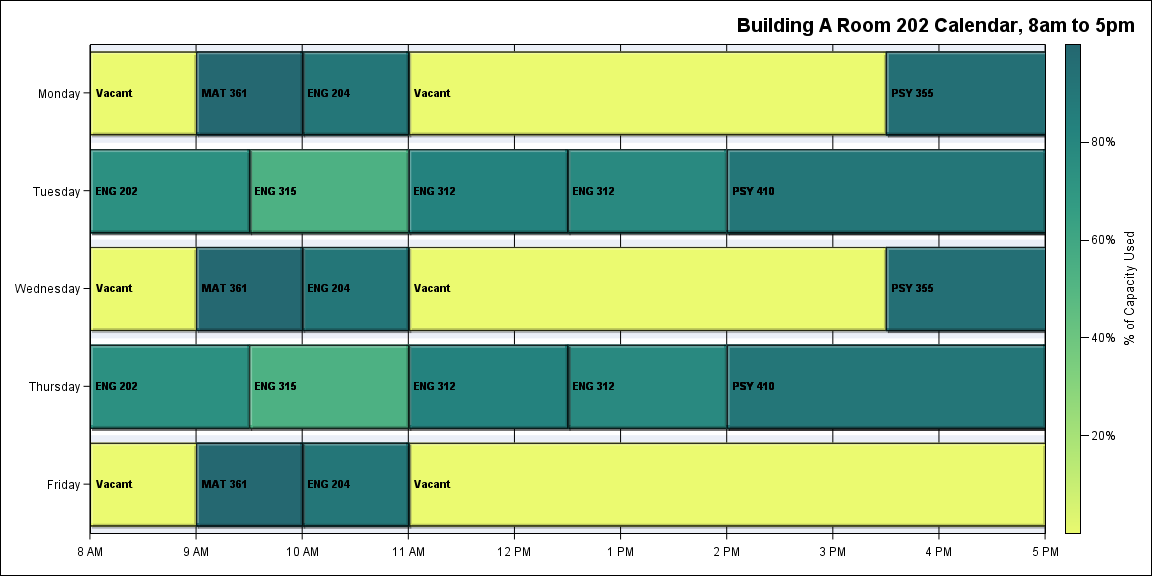 Building A Room 202 Calendar, 8am to 5pm
Monday
Vacant
MAT 361
ENG 204
Vacant
PSY 355
Tuesday
ENG 202
ENG 315
ENG 312
ENG 312
PSY 410
Wednesday
Vacant
MAT 361
ENG 204
Vacant
PSY 355
Thursday
ENG 202
ENG 315
ENG 312
ENG 312
PSY 410
Friday
Vacant
MAT 361
ENG 204
Vacant
8 AM
9 AM
10 AM
11 AM
12 PM
1 PM
2 PM
3 PM
4 PM
5 PM
80%
60%
40%
20%
% of Capacity Used